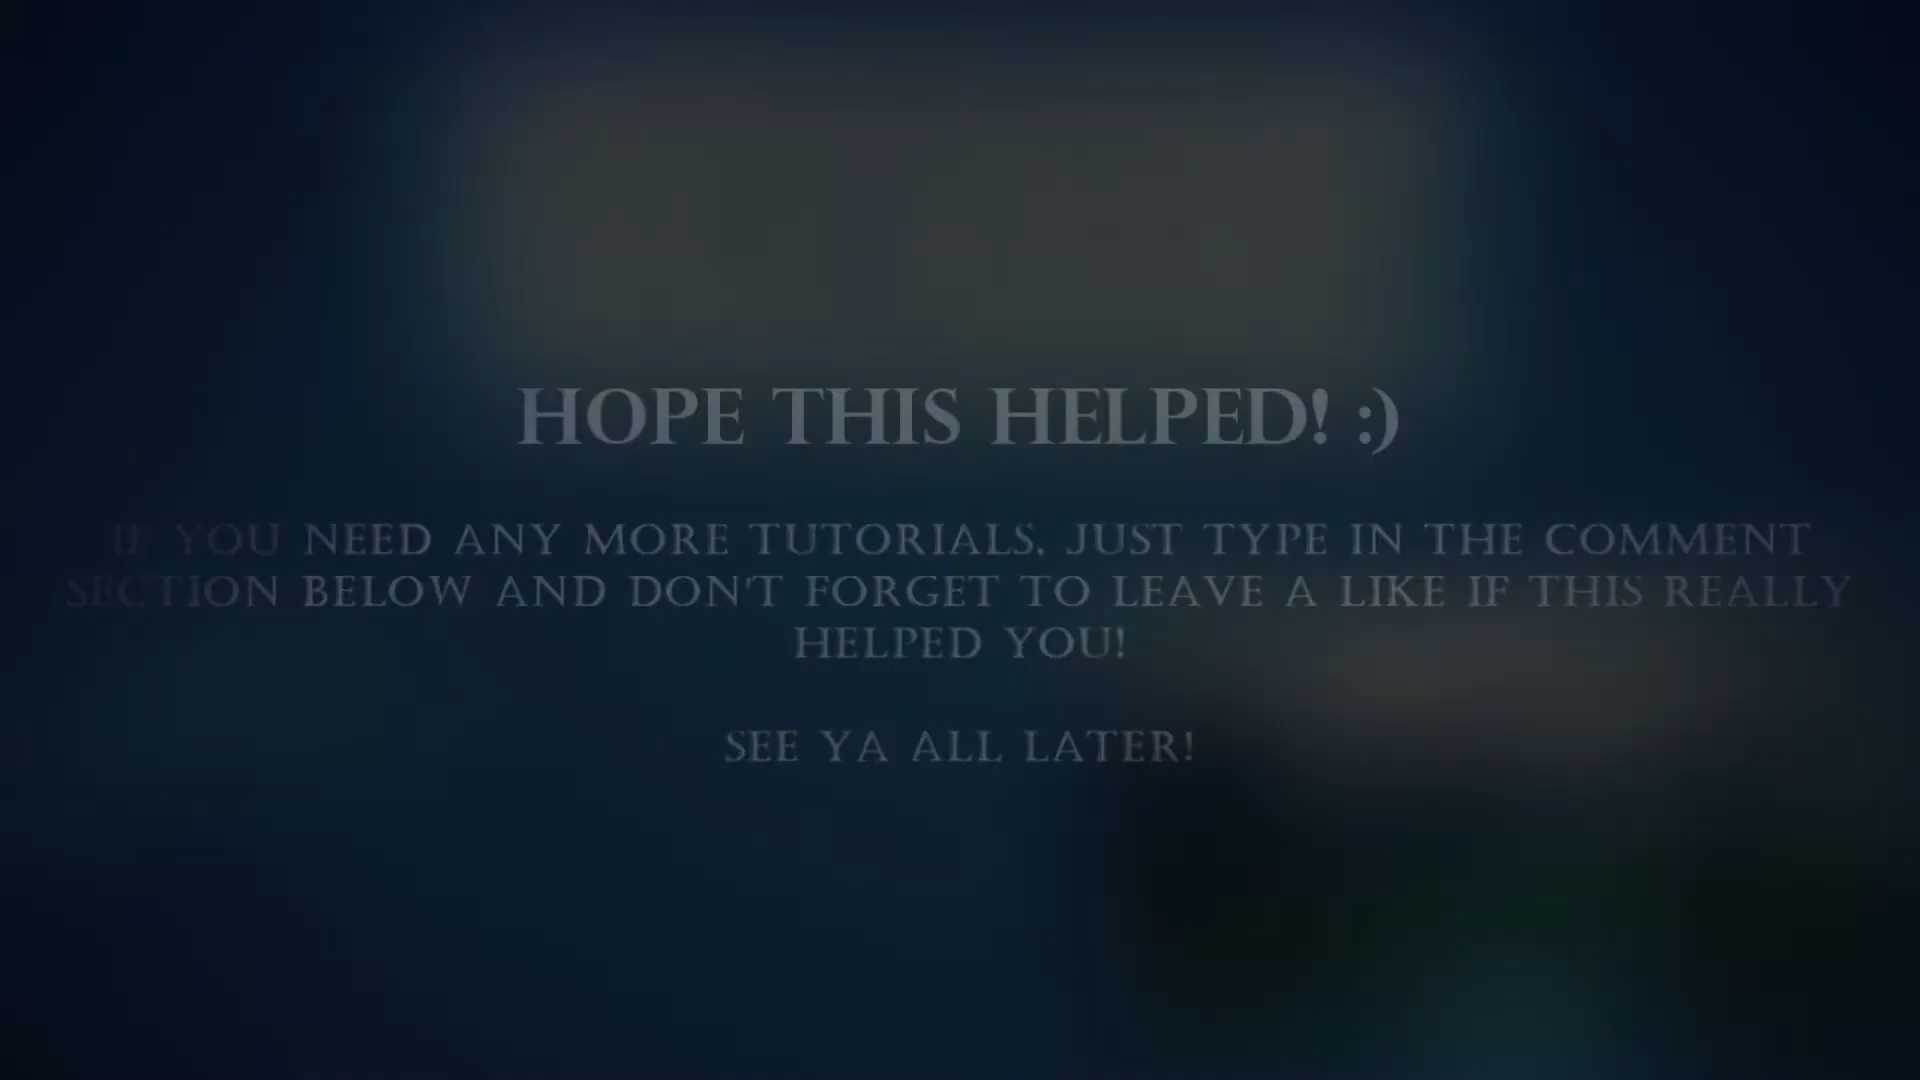 HOPE THIS HELPED! :)
IF YOU NEED ANY MORE TUTORIALS, JUST TYPE IN THE COMMENT
SECTION BELOW AND DON'T FORGET TO LEAVE A LIKE IF THIS REALLY
HELPED YOU!
SEE YA ALL LATER!